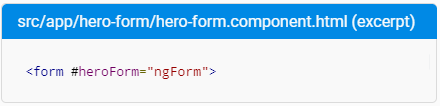 src/app/hero-form/hero-form.component.html (excerpt)
<form #heroForm="ngForm">